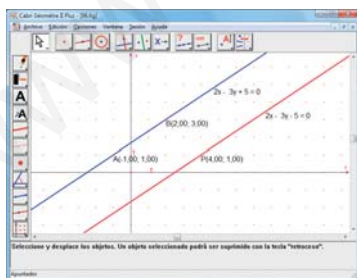 Cabri Géomètre II Plus - [96.fig]
Archivo Edición Opciones Ventana Sesión Ayuda
2x - 3y + 5 = 0
2x - 3y - 5 = 0
B(2,00; 3,00)
A(-1,00; 1,00)
P(4,00; 1,00)
Seleccione y desplace los objetos. Un objeto seleccionado podrá ser suprimido con la tecla "retroceso".
Apuntador